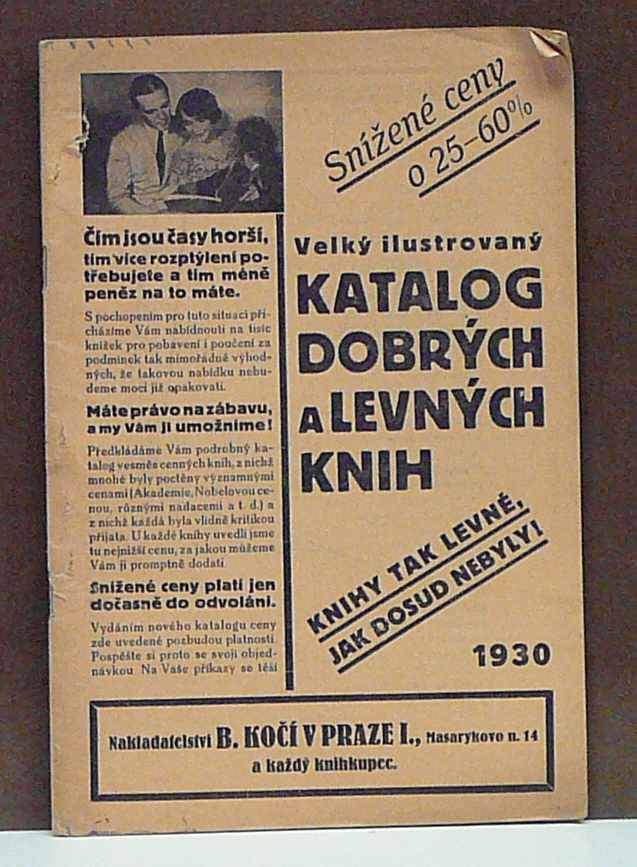 Snížené ceny
o 25-60%
Čím jsou časy horší,
tím více rozptýlení po-
třebujete a tím méně
peněz na to máte.
S pochopením pro tuto situaci při-
cházíme Vám nabídnouti na tisíc
knížek pro pobavení i poučení za
podmínek tak mimořádně výhod-
ných, že takovou nabídku nebu-
deme moci již opakovati.
Máte právo na zábavu,
a my Vám ji umožníme!
Předkládáme Vám podrobný ka-
talog vesměs cenných knih, z nichž
mnohé byly poctěny významnými
cenami (Akademie, Nobelovou ce-
nou, různými nadacemi a t. d.) a
z nichž každá byla vlídně kritikou
přijata. U každé knihy uvedli jsme
tu nejnižší cenu, za jakou můžeme
Vám ji promptně dodati.
Snížené ceny platí jen
dočasně do odvolání.
Vydáním nového katalogu ceny
zde uvedené pozbudou platnosti.
Pospěšte si proto se svojí objed-
návkou. Na Vaše příkazy se těší
Velký ilustrovaný
KATALOG
DOBRÝCH
A LEVNÝCH
KNIH
KNIHY TAK LEVNÉ,
JAK DOSUD NEBYLY!
1930
Nakladatelství B. KOČÍ V PRAZE I., Masarykovo n. 14
a každý knihkupec.